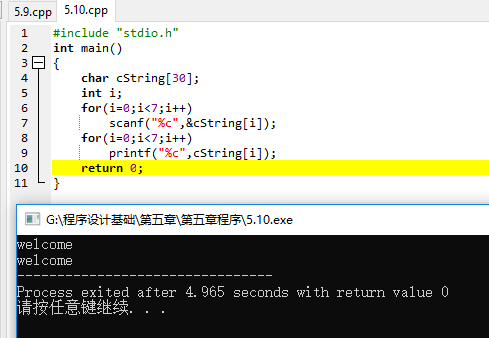 5.9.cpp 5.10.cpp
1 #include "stdio.h"
2 int main()
3 {
4 char cString[30];
5 int i;
6 for(i=0;i<7;i++)
7 scanf("%c",&cString[i]);
8 for(i=0;i<7;i++)
9 printf("%c",cString[i]);
10 return 0;
11 }
G:\程序设计基础\第五章\第五章程序\5.10.exe
welcome
welcome
--------------------------------
Process exited after 4.965 seconds with return value 0
请按任意键继续. . .